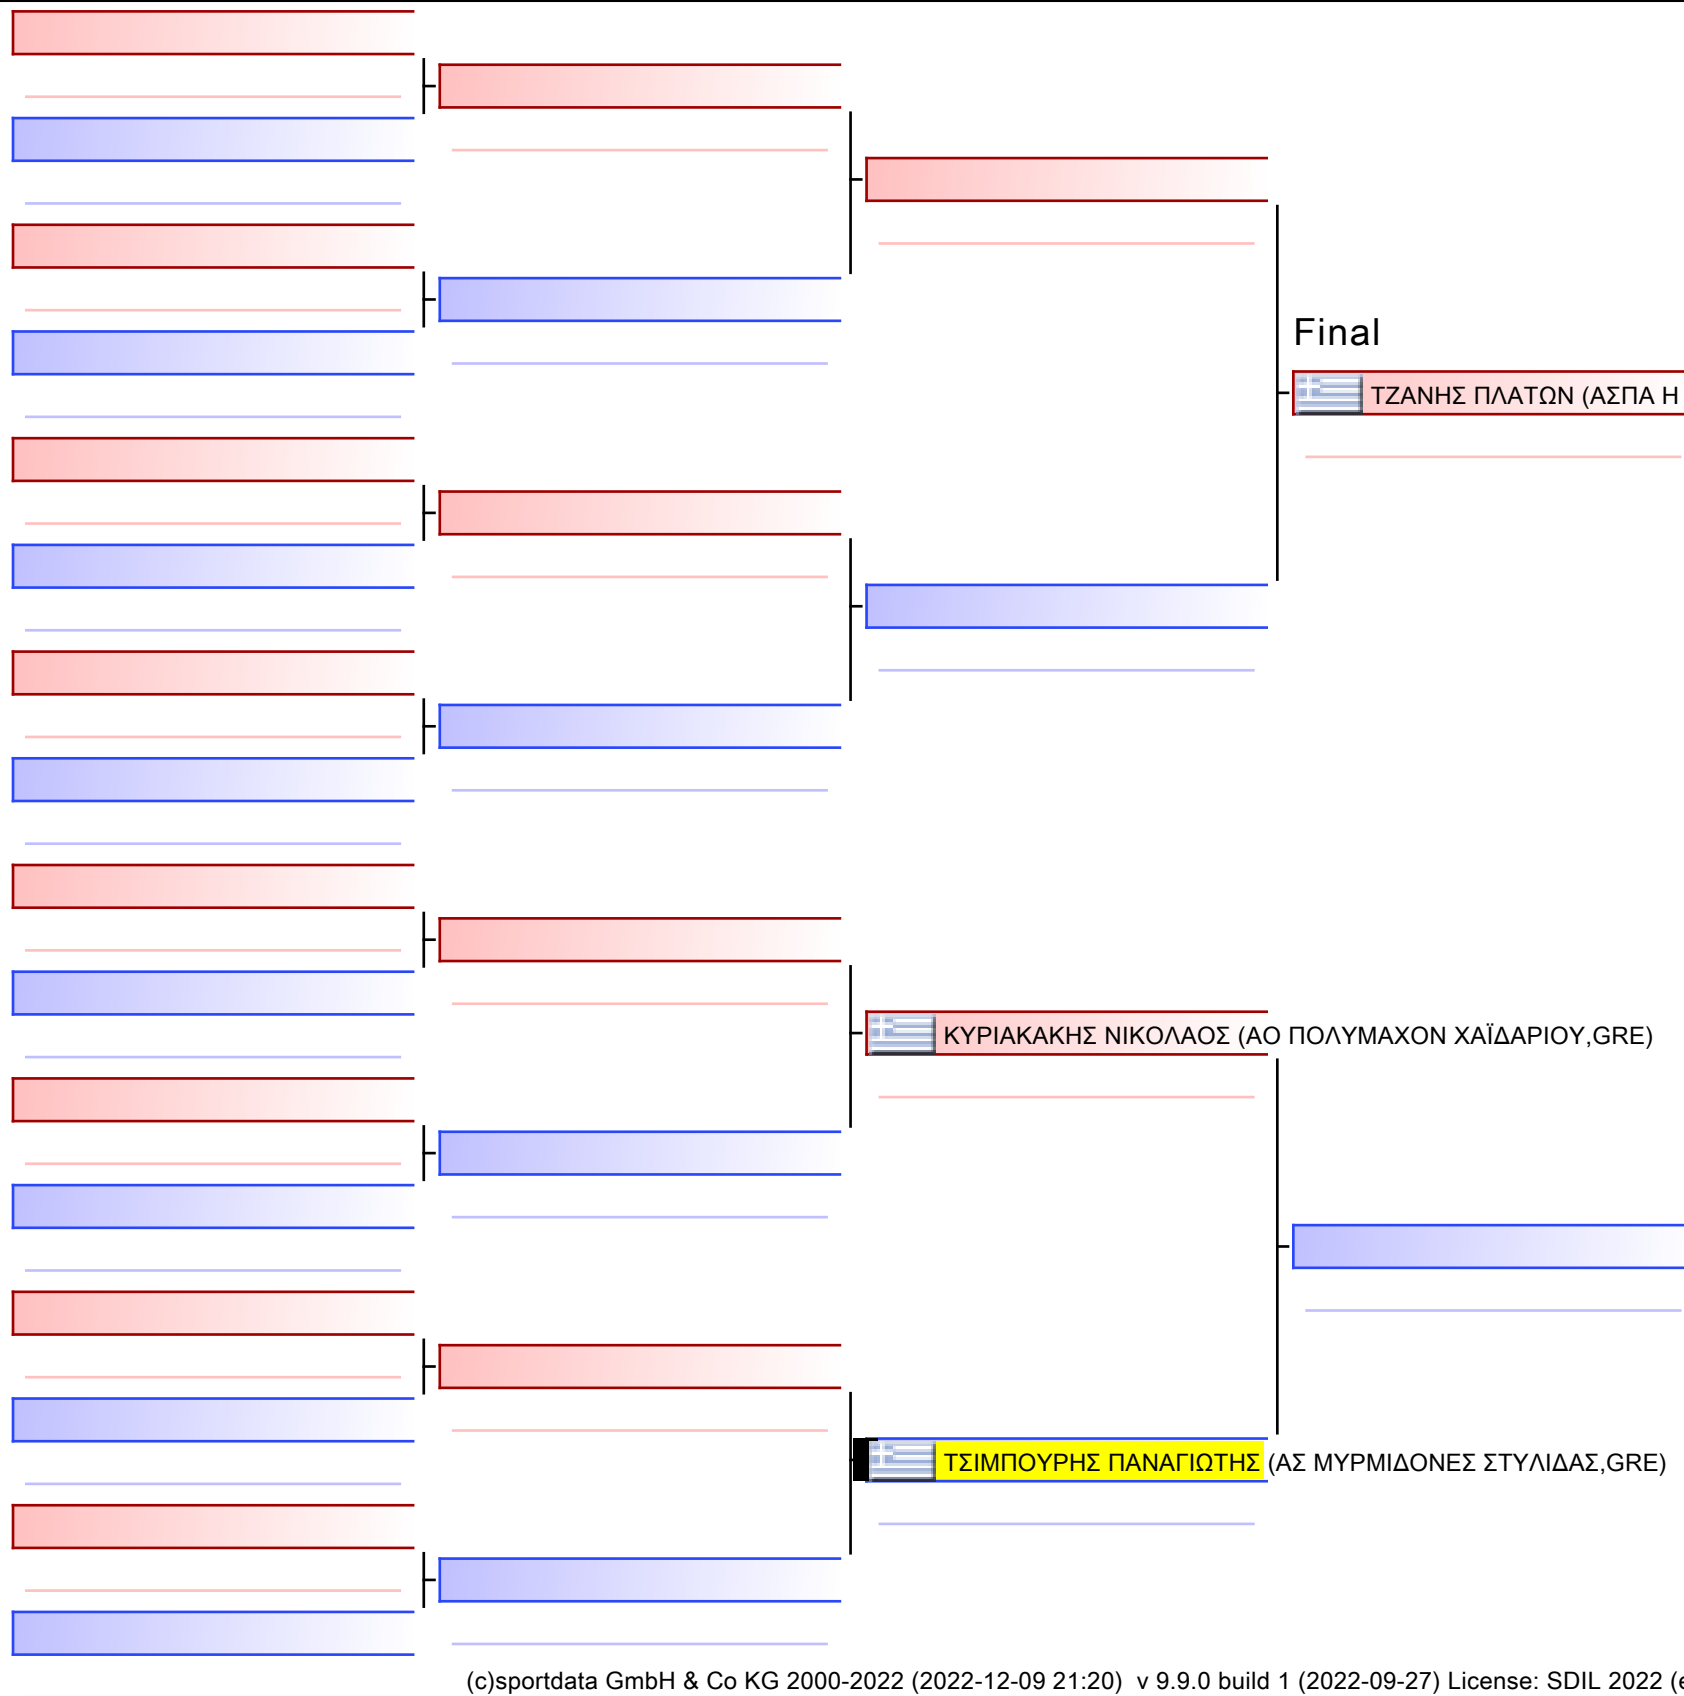 Final
ΤΖΑΝΗΣ ΠΛΑΤΩΝ (ΑΣΠΑ Η
ΚΥΡΙΑΚΑΚΗΣ ΝΙΚΟΛΑΟΣ (ΑΟ ΠΟΛΥΜΑΧΟΝ ΧΑΪΔΑΡΙΟΥ,GRE)
ΤΣΙΜΠΟΥΡΗΣ ΠΑΝΑΓΙΩΤΗΣ (ΑΣ ΜΥΡΜΙΔΟΝΕΣ ΣΤΥΛΙΔΑΣ,GRE)
(c)sportdata GmbH & Co KG 2000-2022 (2022-12-09 21:20) v 9.9.0 build 1 (2022-09-27) License: SDIL 2022 (e